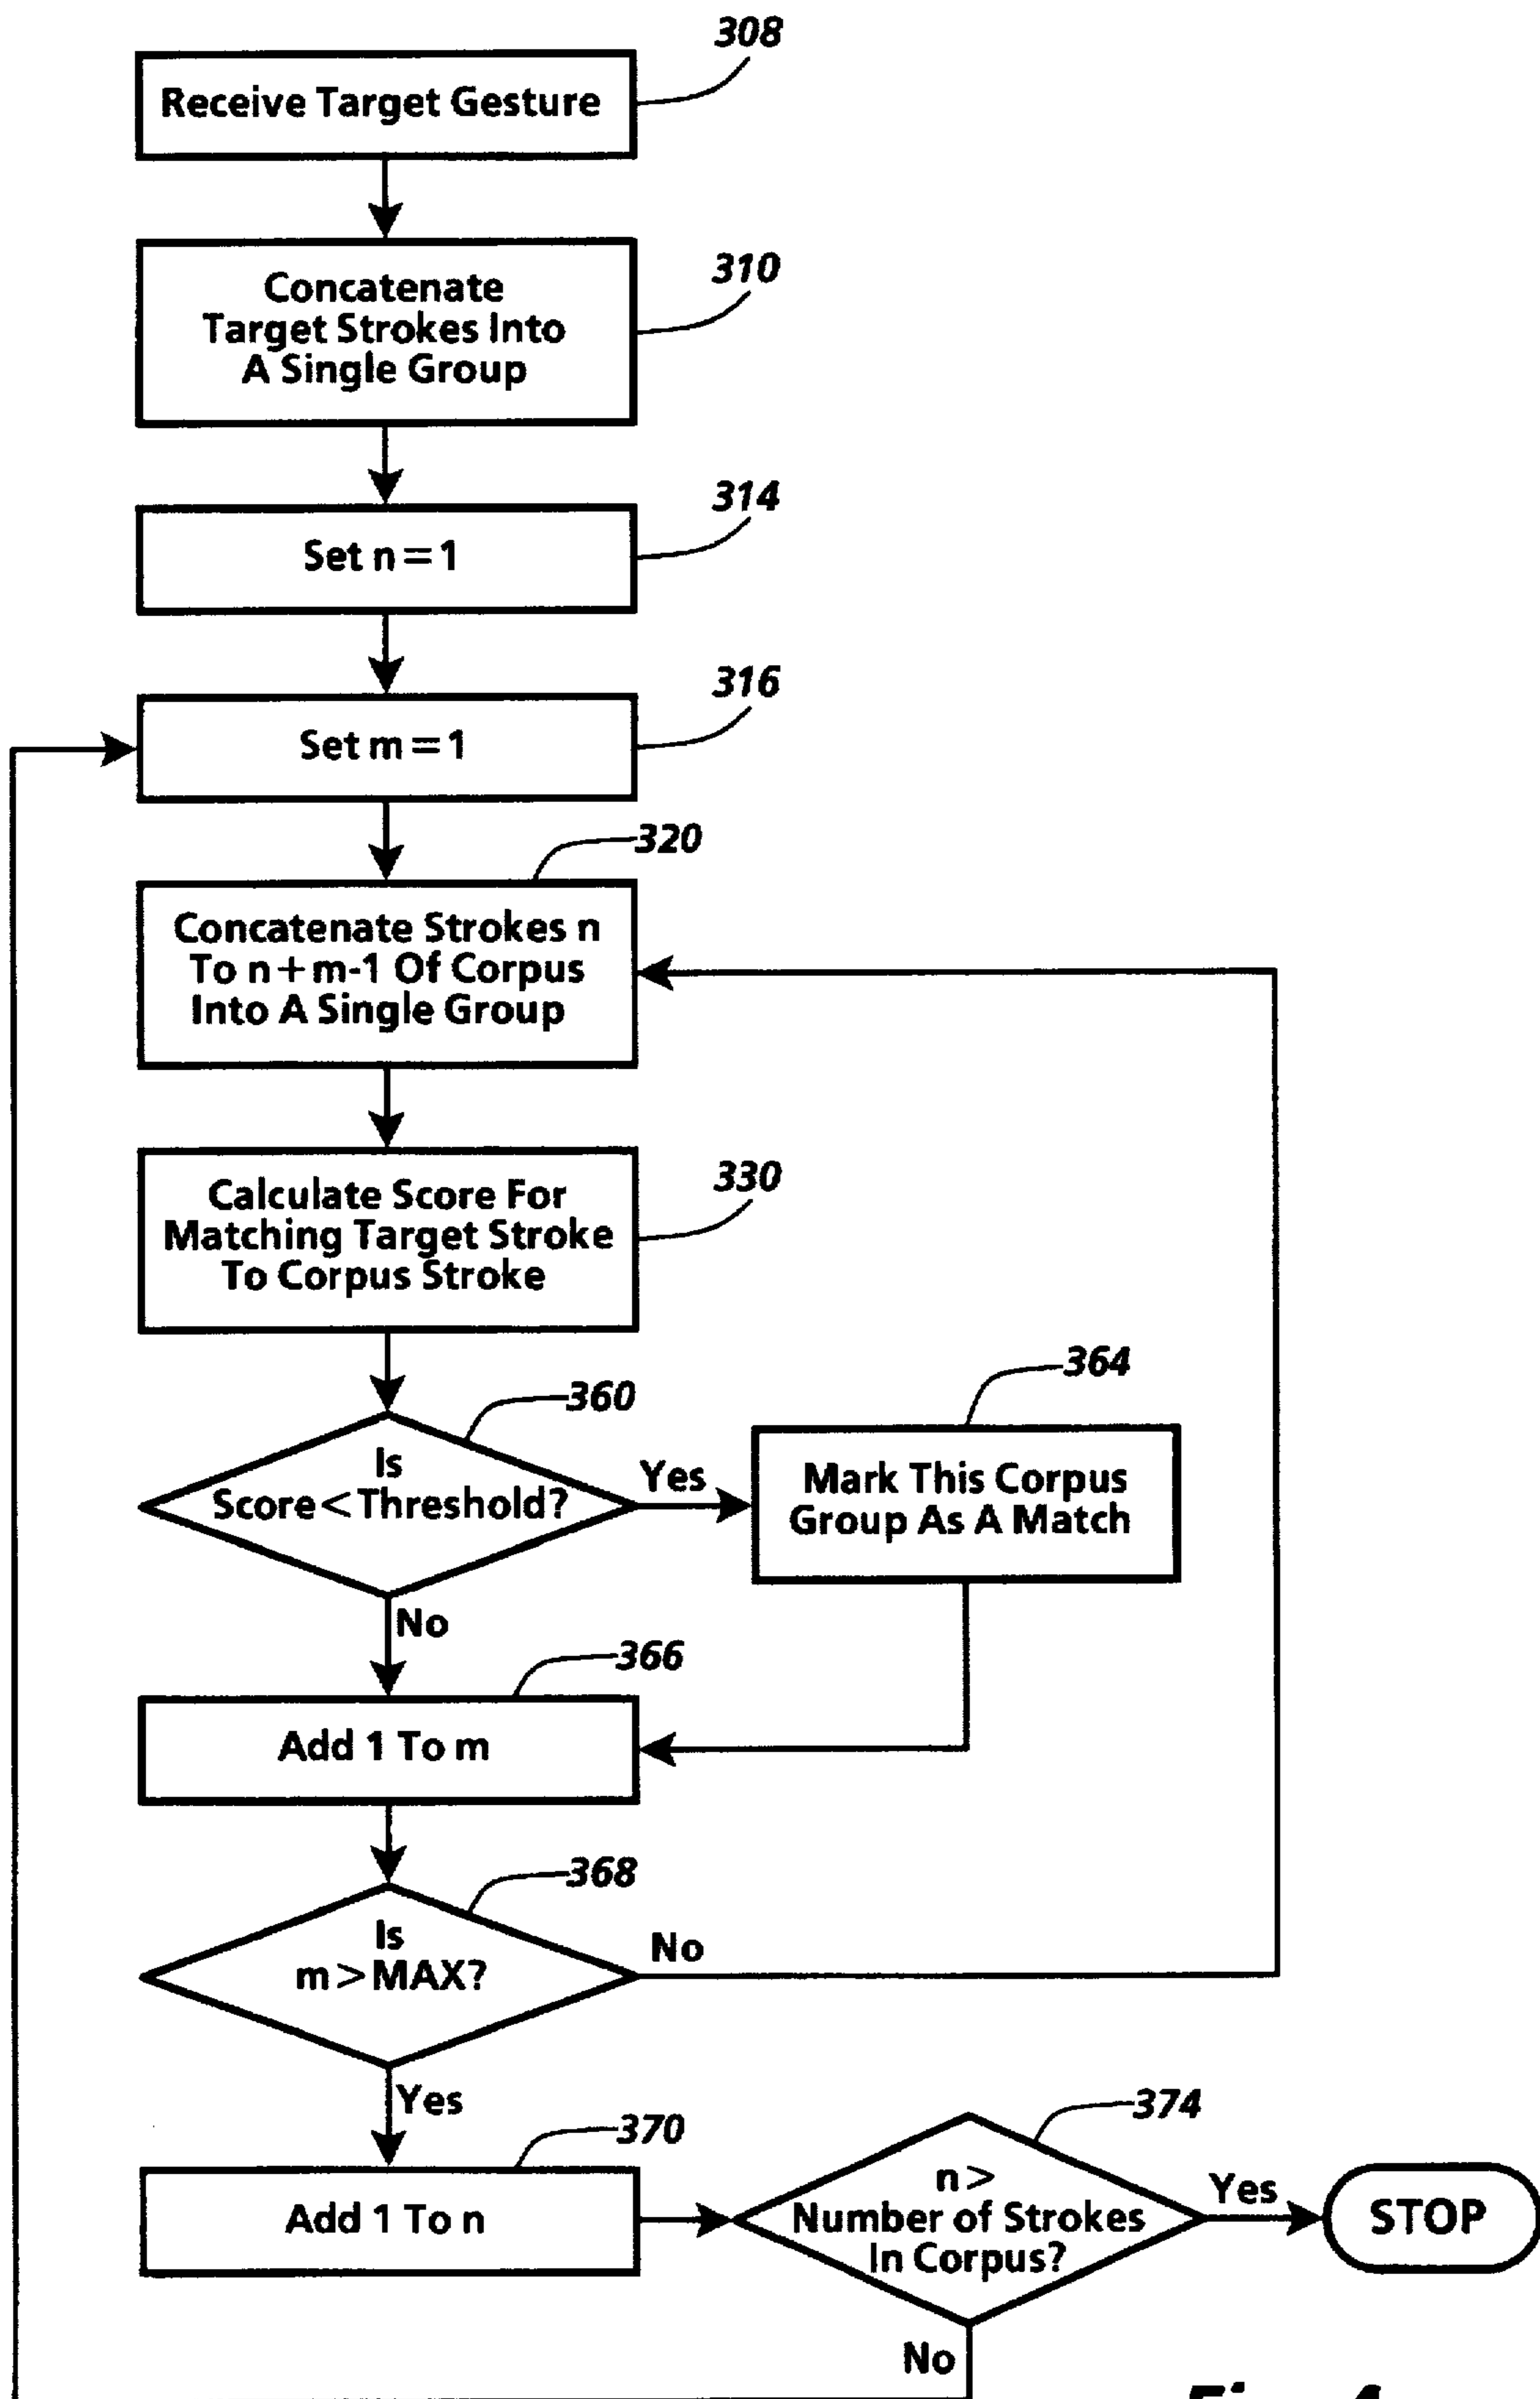 308
Receive Target Gesture
310
Concatenate
Target Strokes Into
A Single Group
314
Set n=1
316
Set m=1
320
Concatenate Strokes n
To n+m-1 Of Corpus
Into A Single Group
330
Calculate Score For
Matching Target Stroke
To Corpus Stroke
360
Is
Score<Threshold?
Yes
364
Mark This Corpus
Group As A Match
No
366
Add 1 To m
368
Is
m>MAX?
No
Yes
370
Add 1 To n
374
n>
Number of Strokes
In Corpus?
Yes
STOP
No